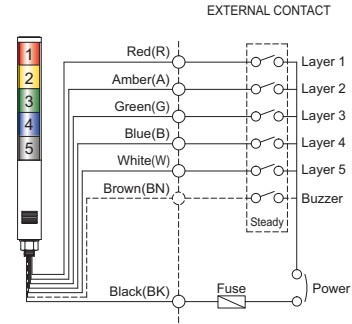 EXTERNAL CONTACT
Red(R)
Layer 1
Amber(A)
Layer 2
Green(G)
Layer 3
Blue(B)
Layer 4
White(W)
Layer 5
Brown(BN)
Buzzer
Steady
Black(BK)
Fuse
Power
1
2
3
4
5